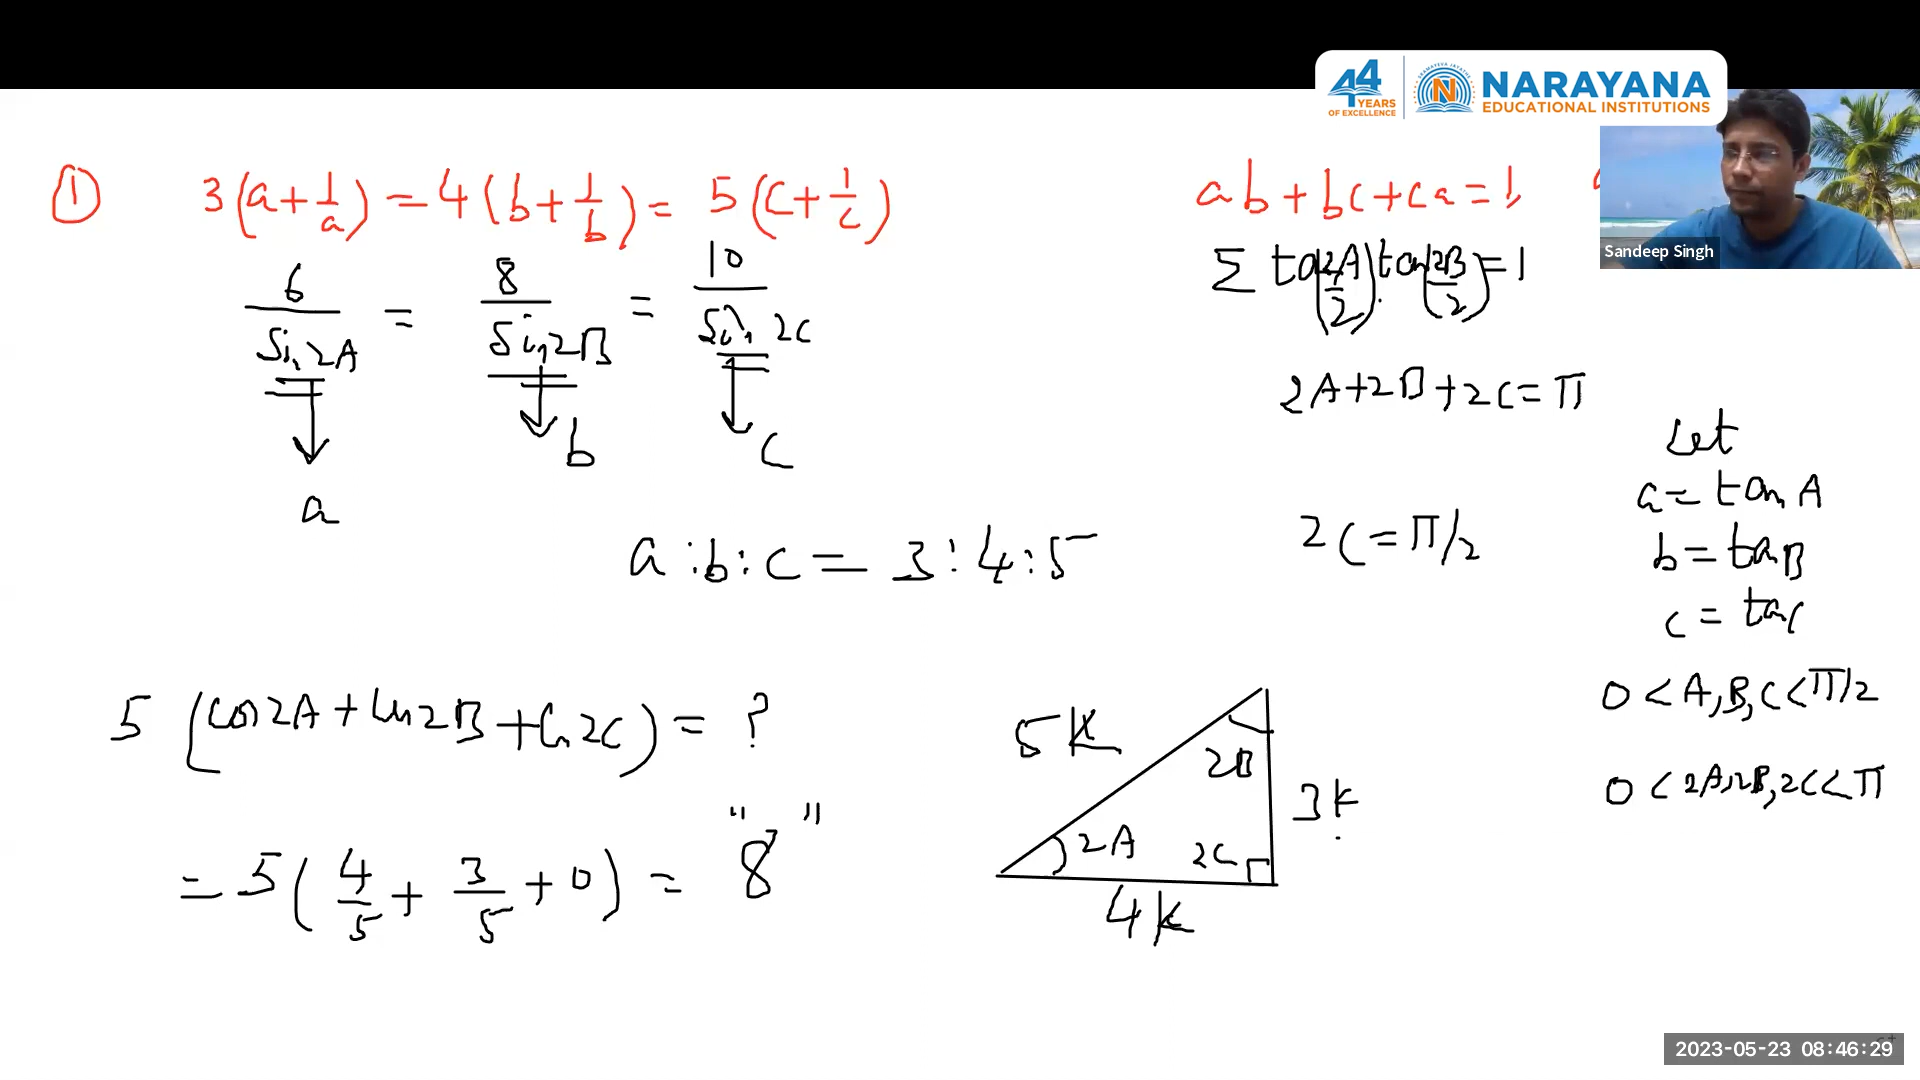 44 YEARS OF EXCELLENCE
NARAYANA
EDUCATIONAL INSTITUTIONS
Sandeep Singh
① 3(a+1/a) = 4(b+1/b) = 5(c+1/c)
ab+bc+ca=1,
6/Sin2A = 8/Sin2B = 10/Sin2C
a b c
Σ tan(2A/2).tan(2B/2)=1
2A+2B+2C=π
a:b:c = 3:4:5
2C=π/2
Let
a= tan A
b= tanB
c = tanC
0<A,B,C<π/2
0<2A,2B,2C<π
5 (cos2A+cos2B+cos2C) = ?
= 5(4/5 + 3/5 + 0) = "8"
5K
2B
3K
2A 2C
4K
2023-05-23 08:46:29